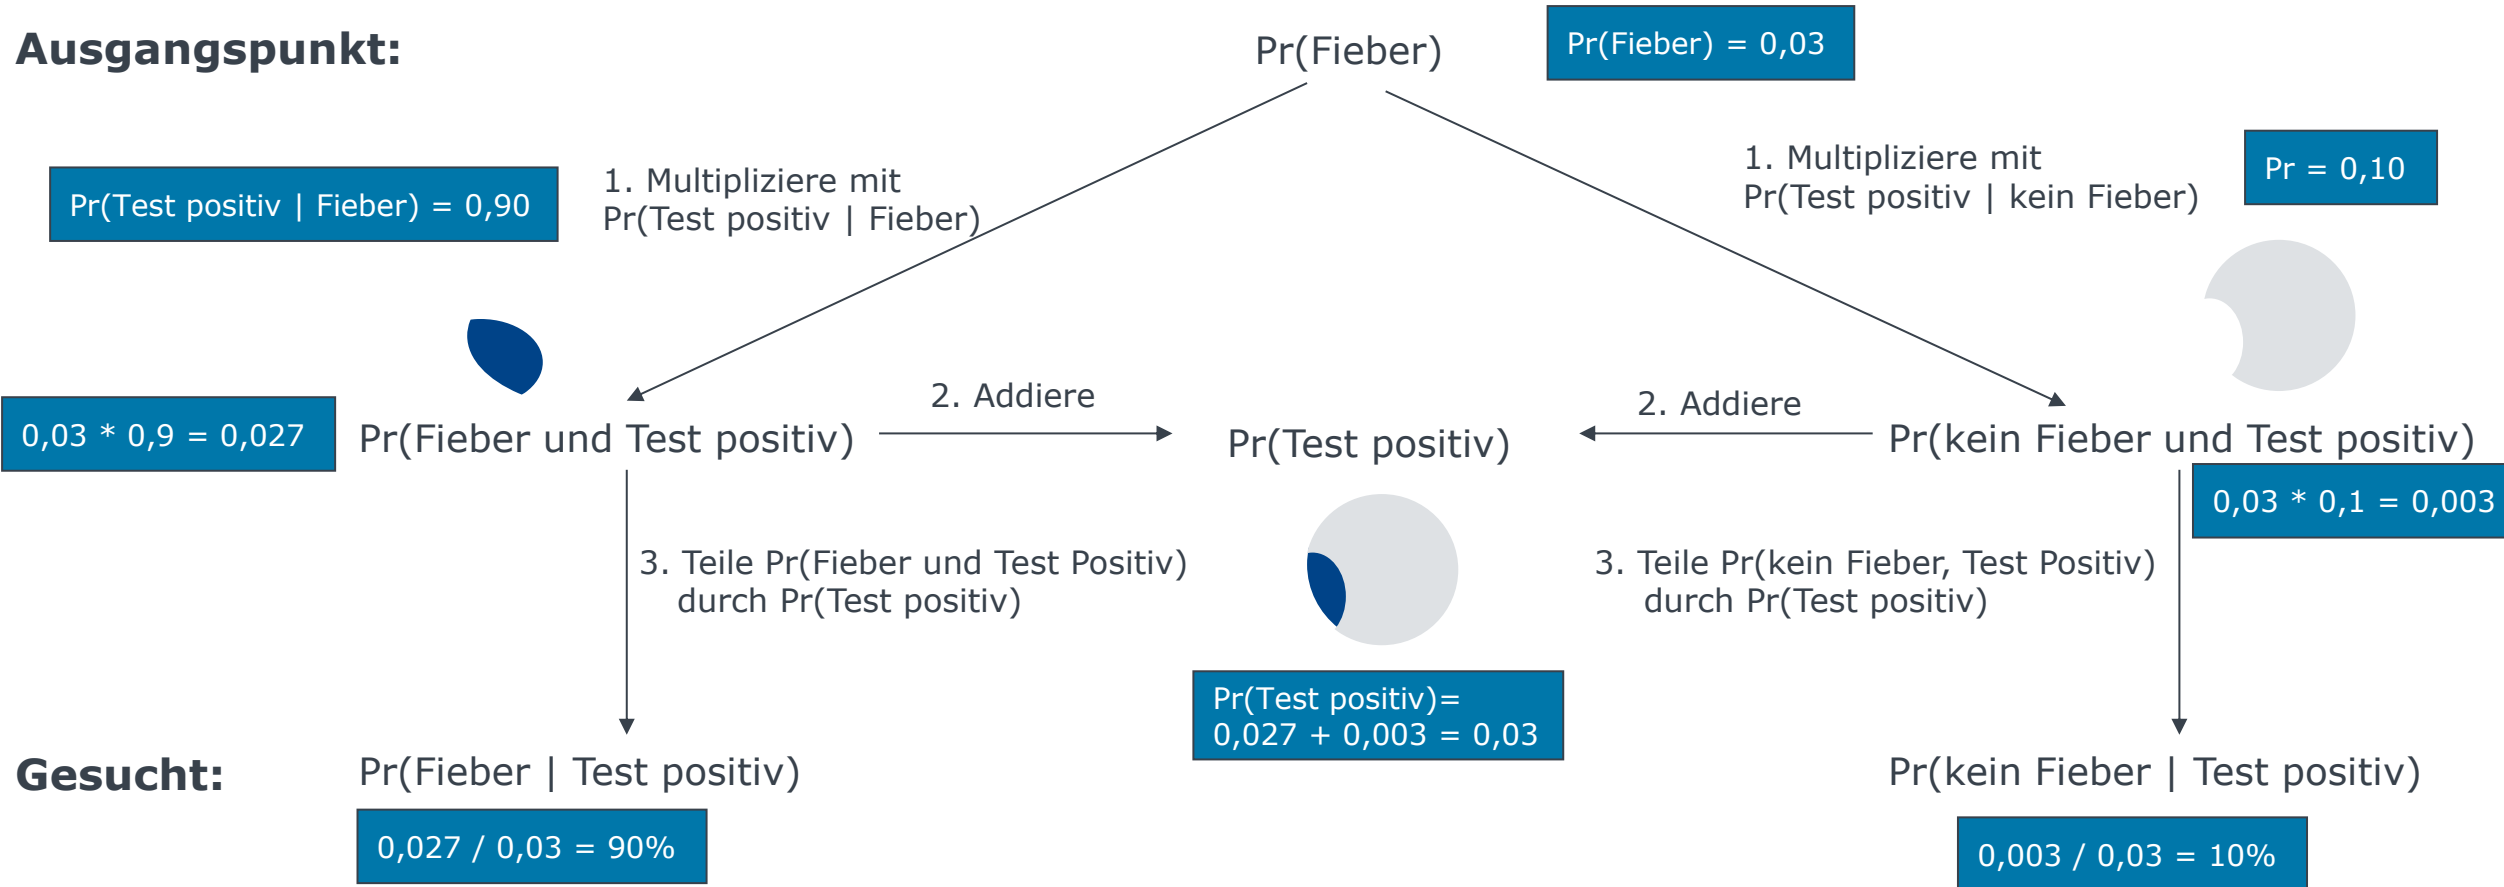 Ausgangspunkt:
Pr(Fieber)
Pr(Fieber) = 0,03
Pr(Test positiv | Fieber) = 0,90
1. Multipliziere mit
Pr(Test positiv | Fieber)
1. Multipliziere mit
Pr(Test positiv | kein Fieber)
Pr = 0,10
0,03 * 0,9 = 0,027
Pr(Fieber und Test positiv)
2. Addiere
Pr(Test positiv)
2. Addiere
Pr(kein Fieber und Test positiv)
0,03 * 0,1 = 0,003
3. Teile Pr(Fieber und Test Positiv)
durch Pr(Test positiv)
3. Teile Pr(kein Fieber, Test Positiv)
durch Pr(Test positiv)
Pr(Test positiv)=
0,027 + 0,003 = 0,03
Gesucht:
Pr(Fieber | Test positiv)
Pr(kein Fieber | Test positiv)
0,027 / 0,03 = 90%
0,003 / 0,03 = 10%